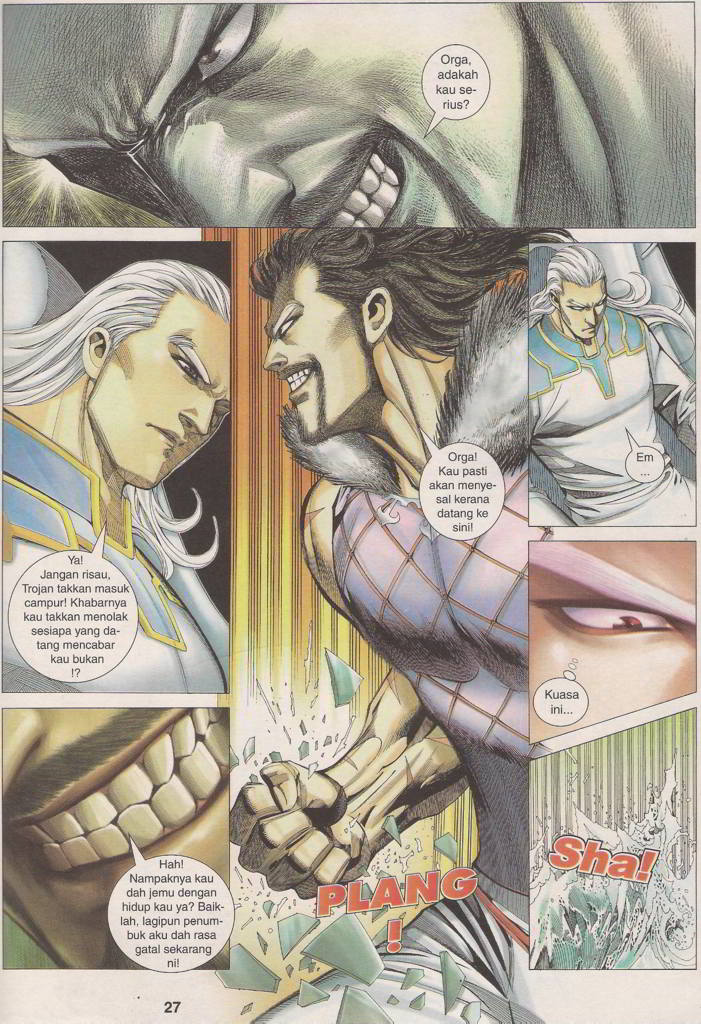 Orga,
adakah
kau se-
rius?
Ya!
Jangan risau,
Trojan takkan masuk
campur! Khabarnya
kau takkan menolak
sesiapa yang da-
tang mencabar
kau bukan
!?
Orga!
Kau pasti
akan menye-
sal kerana
datang ke
sini!
Em
...
Kuasa
ini...
Hah!
Nampaknya kau
dah jemu dengan
hidup kau ya? Baik-
lah, lagipun penum-
buk aku dah rasa
gatal sekarang
ni!
PLANG
!
Sha!
27